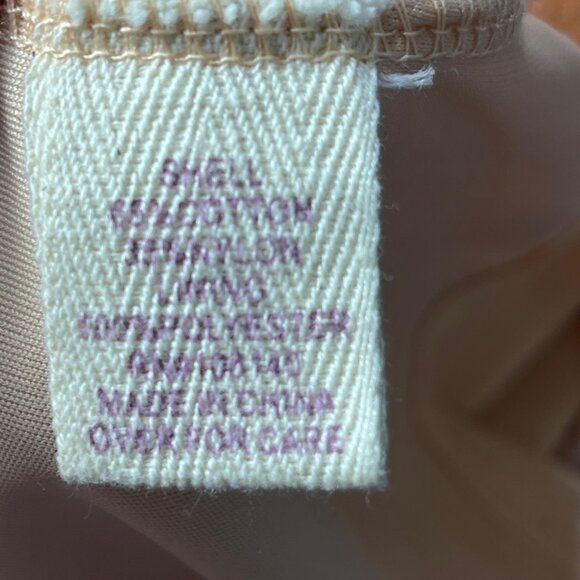 SHELL
65% COTTON
35% NYLON
LINING
100% POLYESTER
MADE IN CHINA
OVER FOR CARE